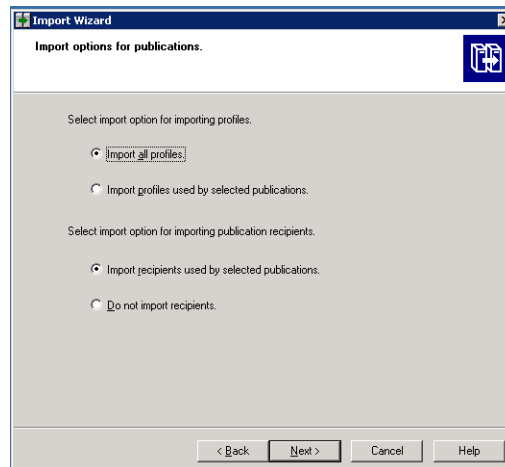 Import Wizard
Import options for publications.
Select import option for importing profiles.
Import all profiles.
Import profiles used by selected publications.
Select import option for importing publication recipients.
Import recipients used by selected publications.
Do not import recipients.
< Back
Next >
Cancel
Help